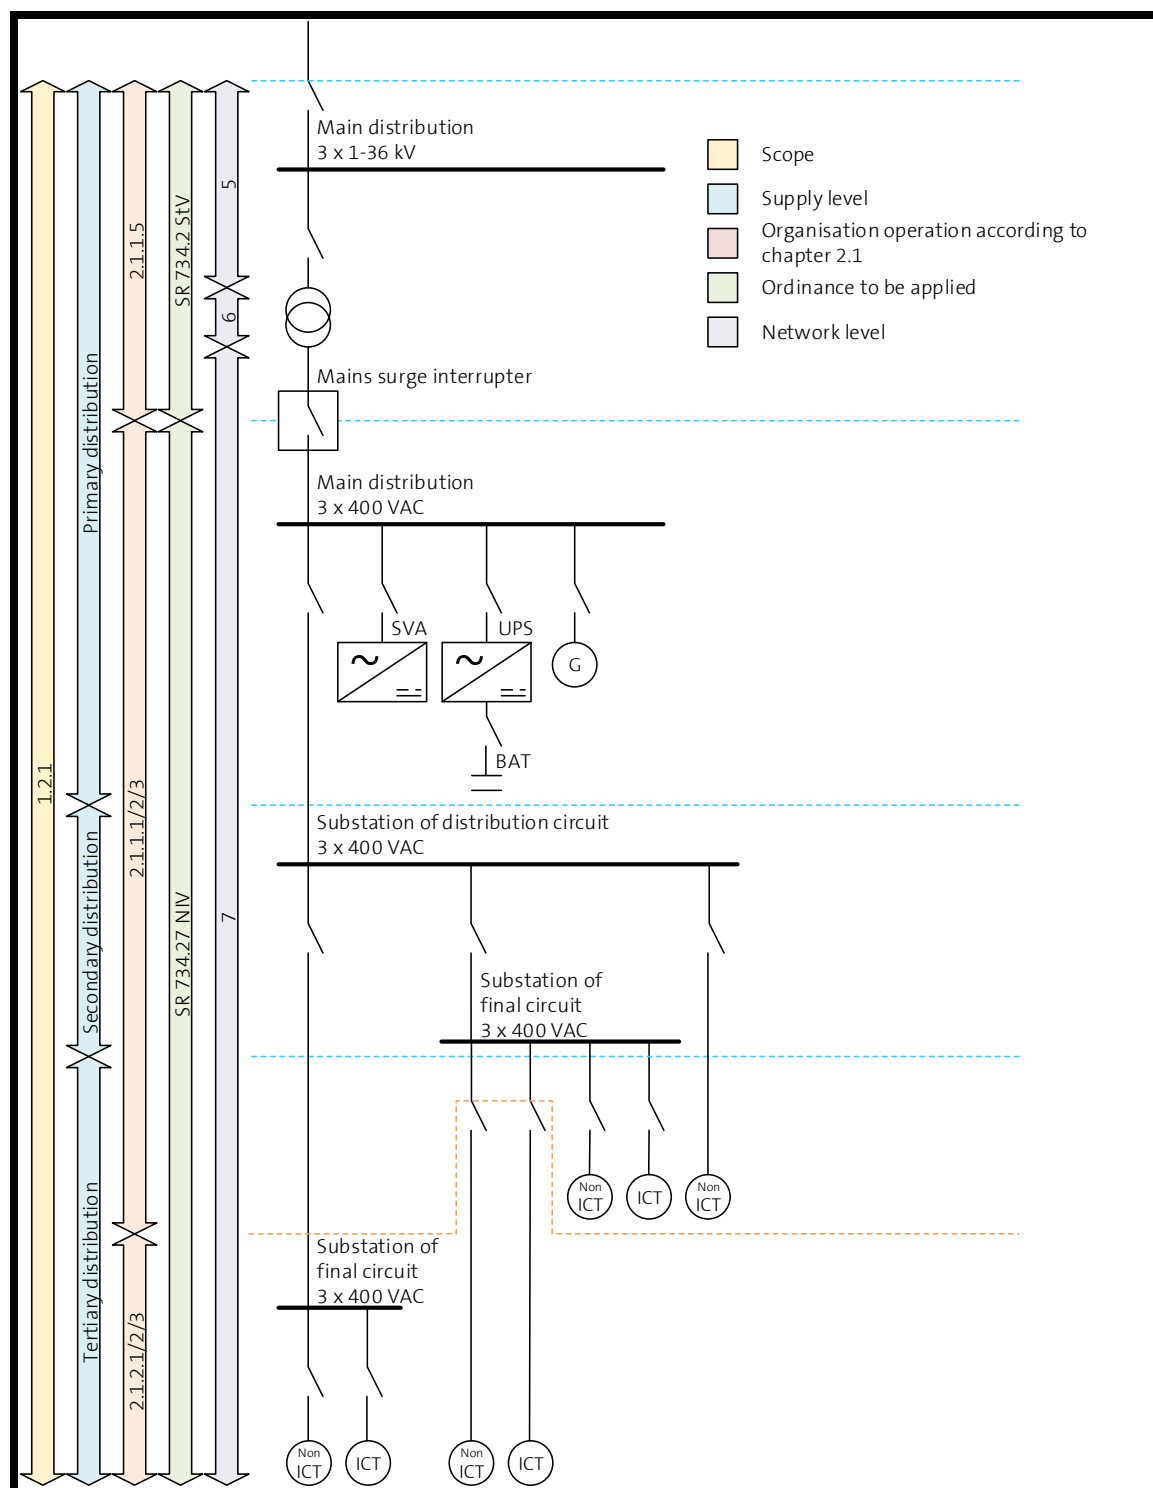 Main distribution
3 x 1-36 kV
Scope
Supply level
Organisation operation according to
chapter 2.1
Ordinance to be applied
Network level
1.2.1
Primary distribution
Secondary distribution
Tertiary distribution
2.1.1.5
2.1.1.1/2/3
2.1.2.1/2/3
SR 734.2 StV
SR 734.27 NIV
5
6
7
Mains surge interrupter
Main distribution
3 x 400 VAC
SVA
UPS
G
BAT
Substation of distribution circuit
3 x 400 VAC
Substation of
final circuit
3 x 400 VAC
Non
ICT
ICT
Non
ICT
Substation of
final circuit
3 x 400 VAC
Non
ICT
ICT
Non
ICT
ICT